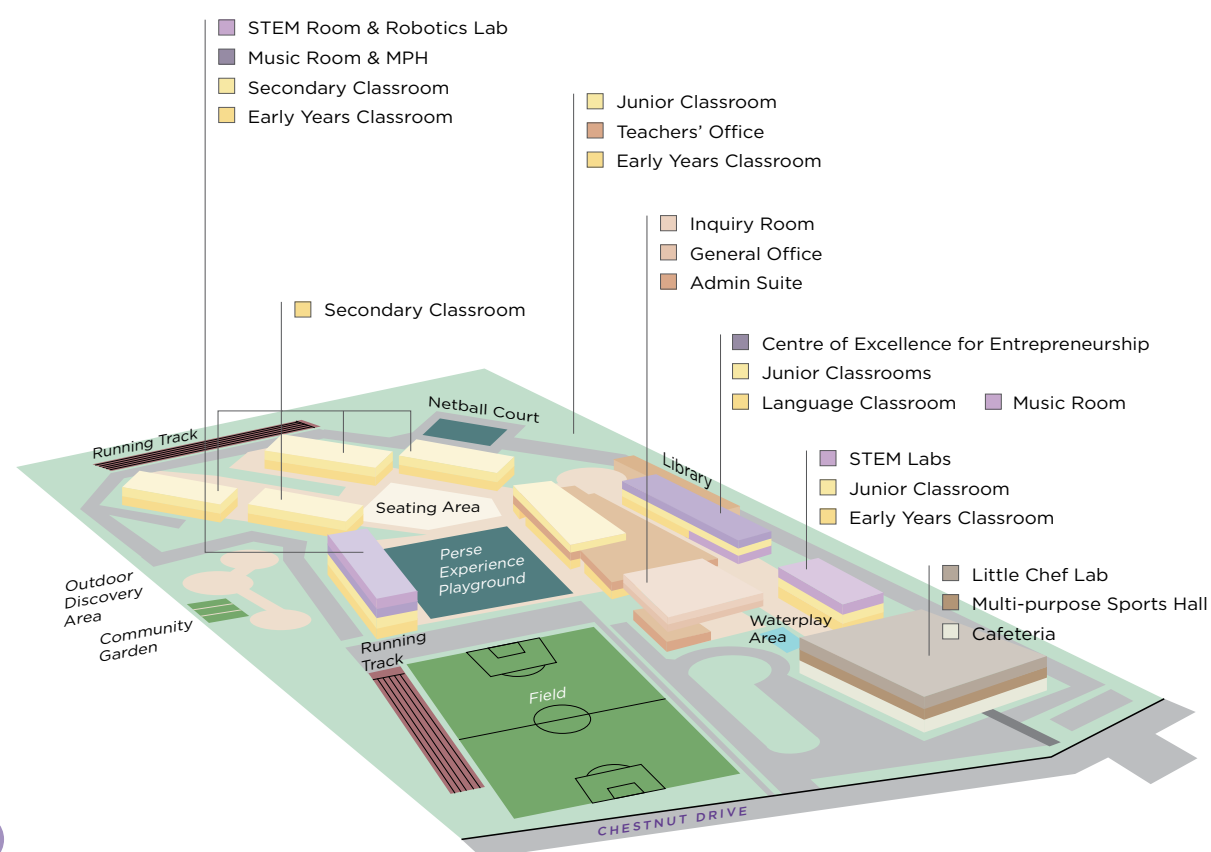 STEM Room & Robotics Lab
Music Room & MPH
Secondary Classroom
Early Years Classroom
Junior Classroom
Teachers' Office
Early Years Classroom
Inquiry Room
General Office
Admin Suite
Secondary Classroom
Centre of Excellence for Entrepreneurship
Junior Classrooms
Language Classroom
Music Room
STEM Labs
Junior Classroom
Early Years Classroom
Little Chef Lab
Multi-purpose Sports Hall
Cafeteria
Netball Court
Running Track
Library
Seating Area
Perse
Experience
Playground
Outdoor
Discovery
Area
Community
Garden
Waterplay
Area
Running
Track
Field
CHESTNUT DRIVE